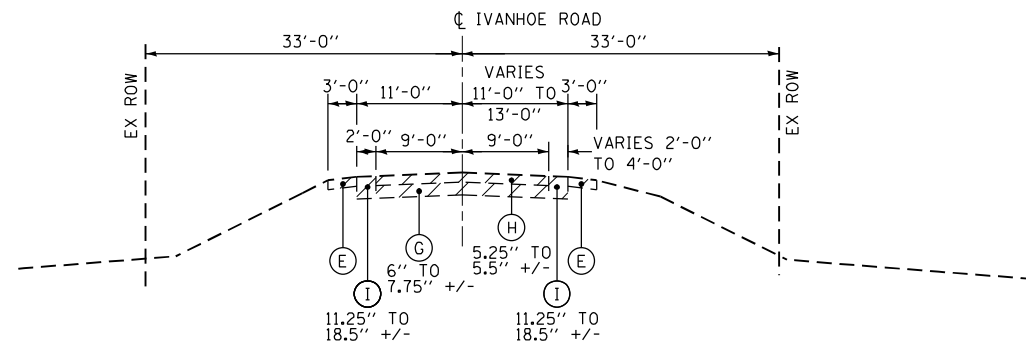 ℄ IVANHOE ROAD
33'-0"
33'-0"
EX ROW
EX ROW
3'-0"
11'-0"
VARIES
11'-0" TO
13'-0"
3'-0"
2'-0"
9'-0"
9'-0"
VARIES 2'-0"
TO 4'-0"
E
I
G
H
I
E
6" TO
7.75" +/-
5.25" TO
5.5" +/-
11.25" TO
18.5" +/-
11.25" TO
18.5" +/-